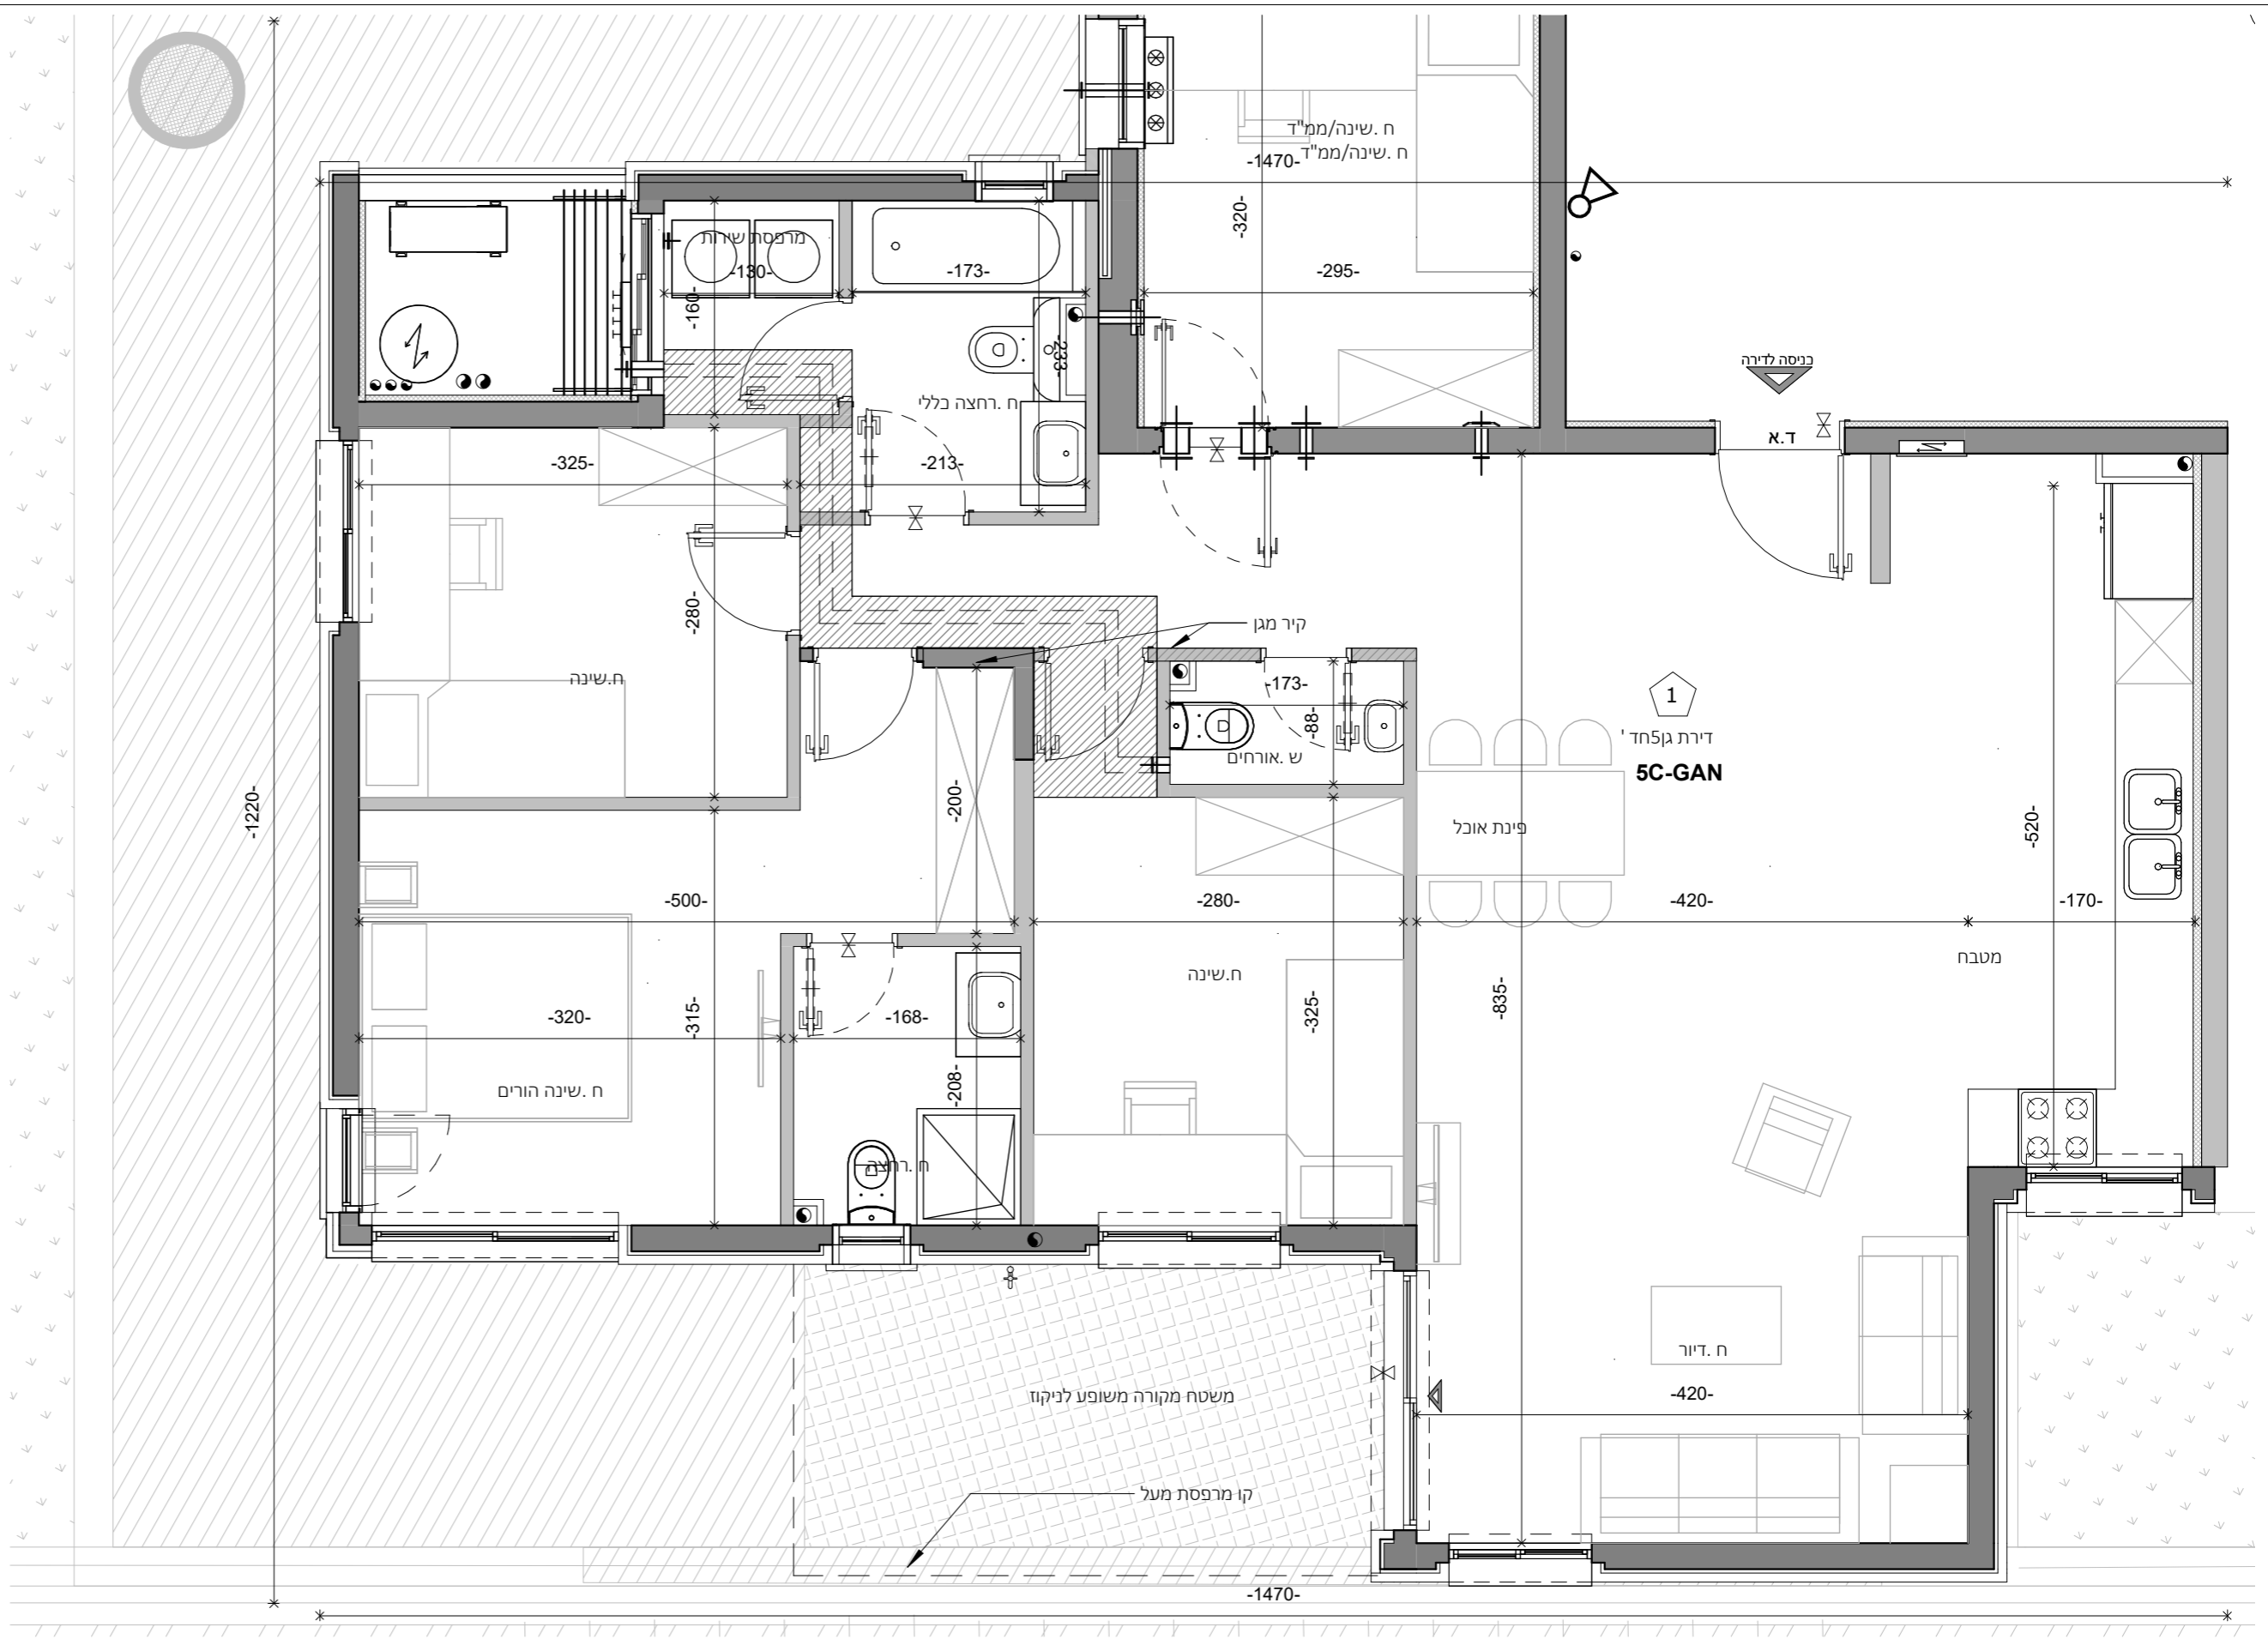 ח .שינה/ממ"ד
ח .שינה/ממ"ד
-1470-
-320-
-295-
מרפסת שירות
-130-
-160-
-173-
-233-
ח .רחצה כללי
-213-
כניסה לדירה
ד.א
-325-
-280-
ח.שינה
קיר מגן
-173-
-88-
ש .אורחים
1
דירת גן5חד '
5C-GAN
פינת אוכל
-1220-
-200-
-500-
-280-
-420-
-520-
-170-
מטבח
ח.שינה
-320-
-315-
-168-
-325-
-835-
-208-
ח .שינה הורים
ח .רחצה
ח .דיור
-420-
משטח מקורה משופע לניקוז
קו מרפסת מעל
-1470-